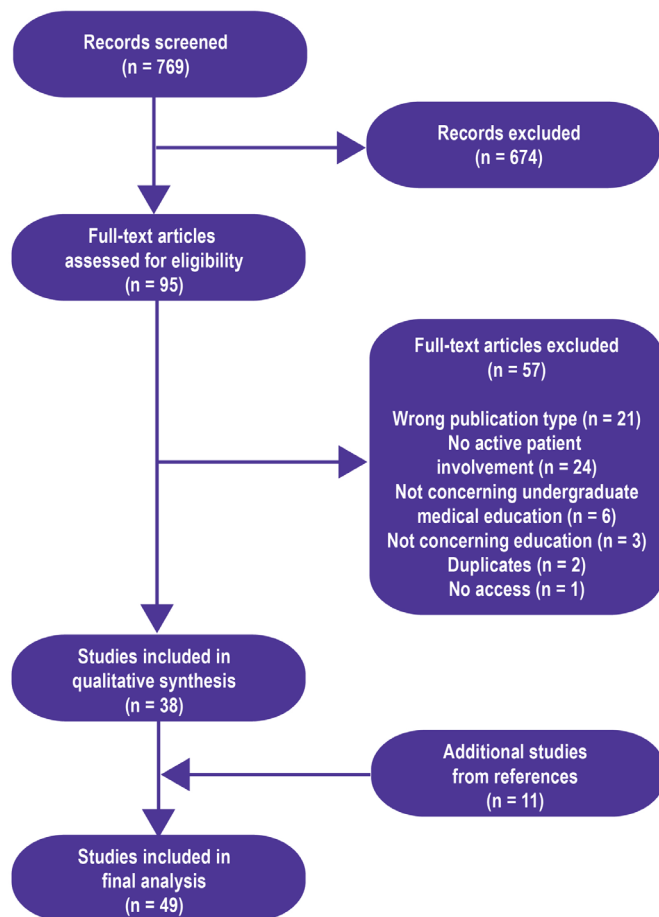 Records screened
(n = 769)
Records excluded
(n = 674)
Full-text articles
assessed for eligibility
(n = 95)
Full-text articles excluded
(n = 57)
Wrong publication type (n = 21)
No active patient
involvement (n = 24)
Not concerning undergraduate
medical education (n = 6)
Not concerning education (n = 3)
Duplicates (n = 2)
No access (n = 1)
Studies included in
qualitative synthesis
(n = 38)
Additional studies
from references
(n = 11)
Studies included in
final analysis
(n = 49)